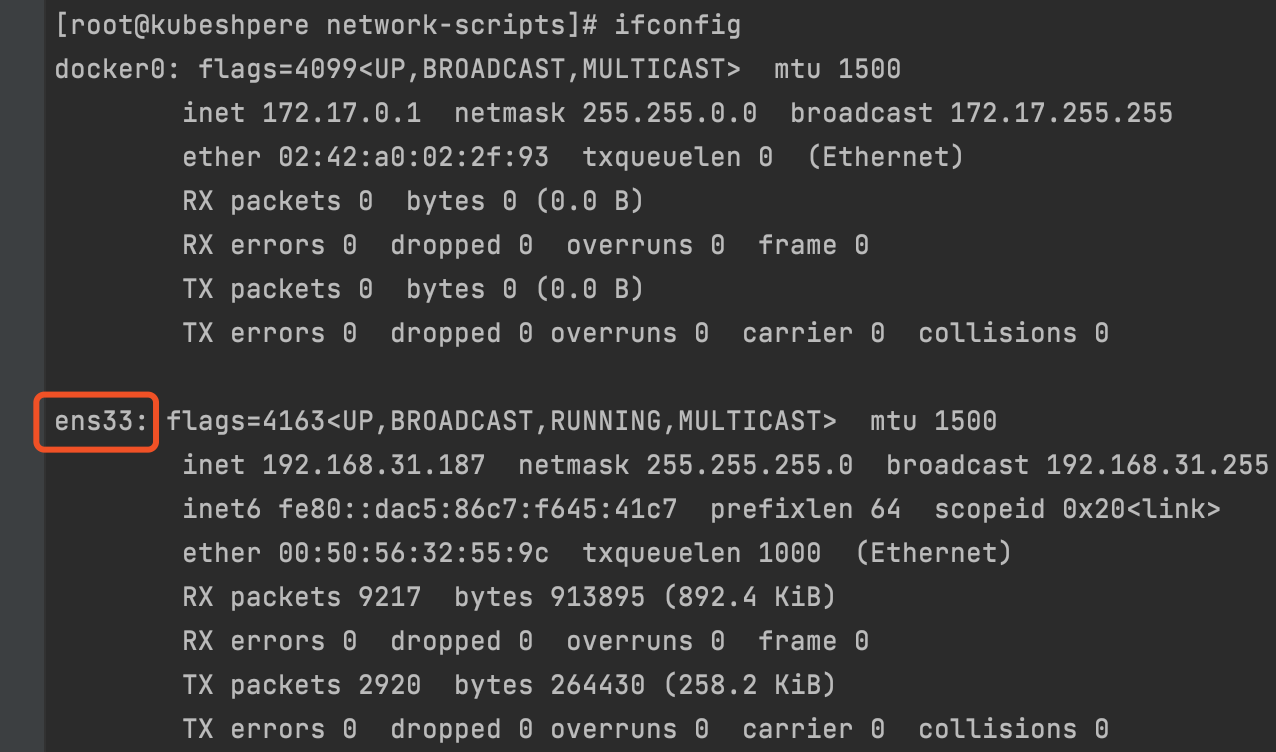 [root@kubeshpere network-scripts]# ifconfig
docker0: flags=4099<UP,BROADCAST,MULTICAST>  mtu 1500
        inet 172.17.0.1  netmask 255.255.0.0  broadcast 172.17.255.255
        ether 02:42:a0:02:2f:93  txqueuelen 0  (Ethernet)
        RX packets 0  bytes 0 (0.0 B)
        RX errors 0  dropped 0  overruns 0  frame 0
        TX packets 0  bytes 0 (0.0 B)
        TX errors 0  dropped 0 overruns 0  carrier 0  collisions 0

ens33: flags=4163<UP,BROADCAST,RUNNING,MULTICAST>  mtu 1500
        inet 192.168.31.187  netmask 255.255.255.0  broadcast 192.168.31.255
        inet6 fe80::dac5:86c7:f645:41c7  prefixlen 64  scopeid 0x20<link>
        ether 00:50:56:32:55:9c  txqueuelen 1000  (Ethernet)
        RX packets 9217  bytes 913895 (892.4 KiB)
        RX errors 0  dropped 0  overruns 0  frame 0
        TX packets 2920  bytes 264430 (258.2 KiB)
        TX errors 0  dropped 0 overruns 0  carrier 0  collisions 0